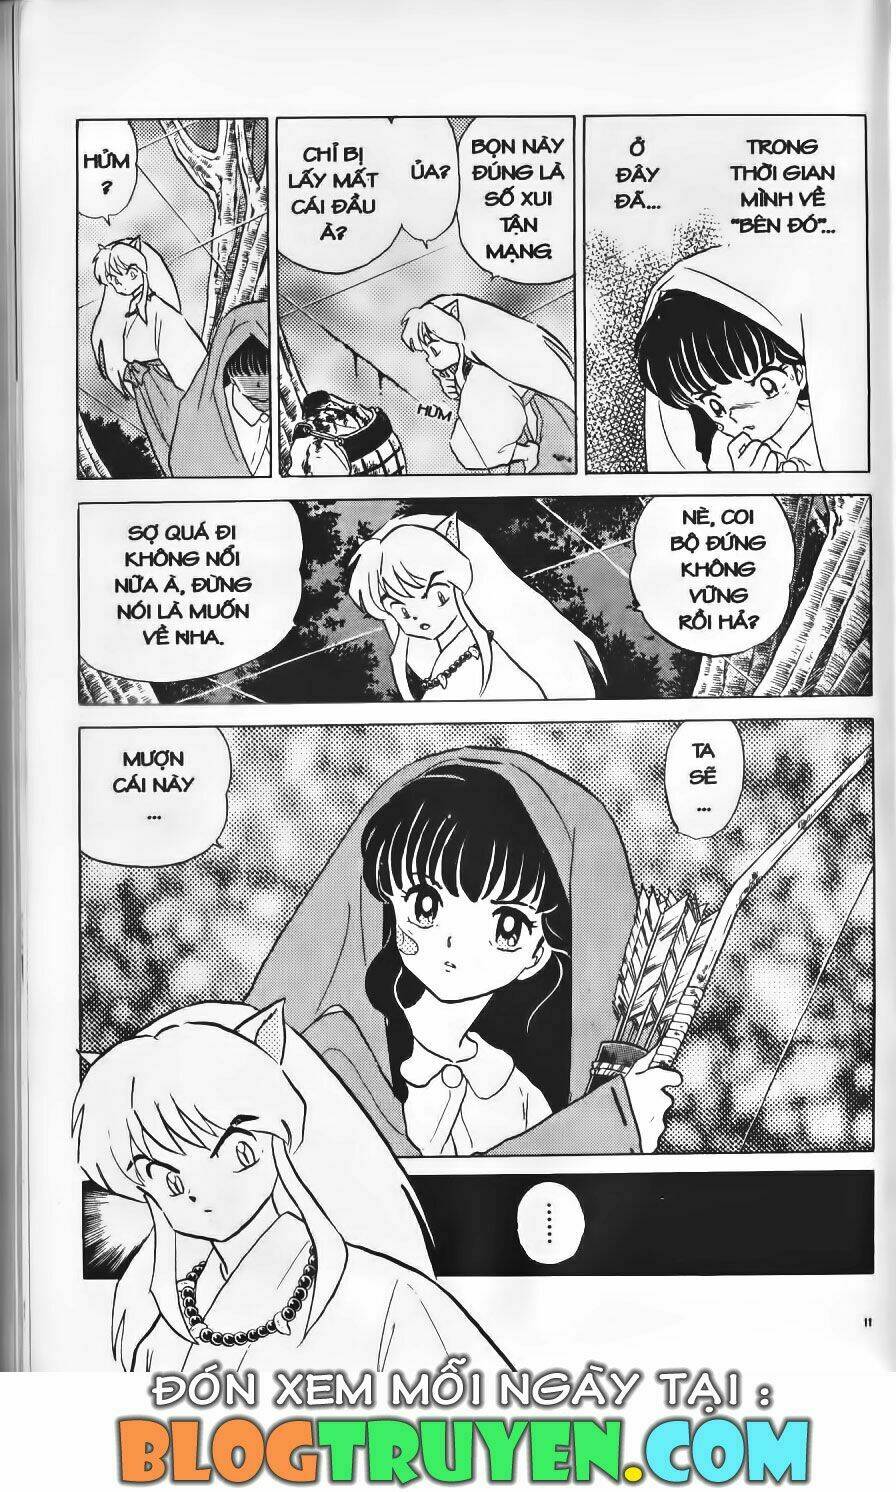 TRONG
THỜI GIAN
MÌNH VỀ
"BÊN ĐÓ"...
Ở
ĐÂY
ĐÃ...
BỌN NÀY
ĐÚNG LÀ
SỐ XUI
TẬN
MẠNG.
ỦA?
CHỈ BỊ
LẤY MẤT
CÁI ĐẦU
À?
HỪM
HỬM
?
NÈ, COI
BỘ ĐỨNG
KHÔNG
VỮNG
RỒI HẢ?
SỢ QUÁ ĐI
KHÔNG NỔI
NỮA À, ĐỪNG
NÓI LÀ MUỐN
VỀ NHA.
TA
SẼ
...
MƯỢN
CÁI NÀY
...
......
11
ĐÓN XEM MỖI NGÀY TẠI :
BLOGTRUYEN.COM